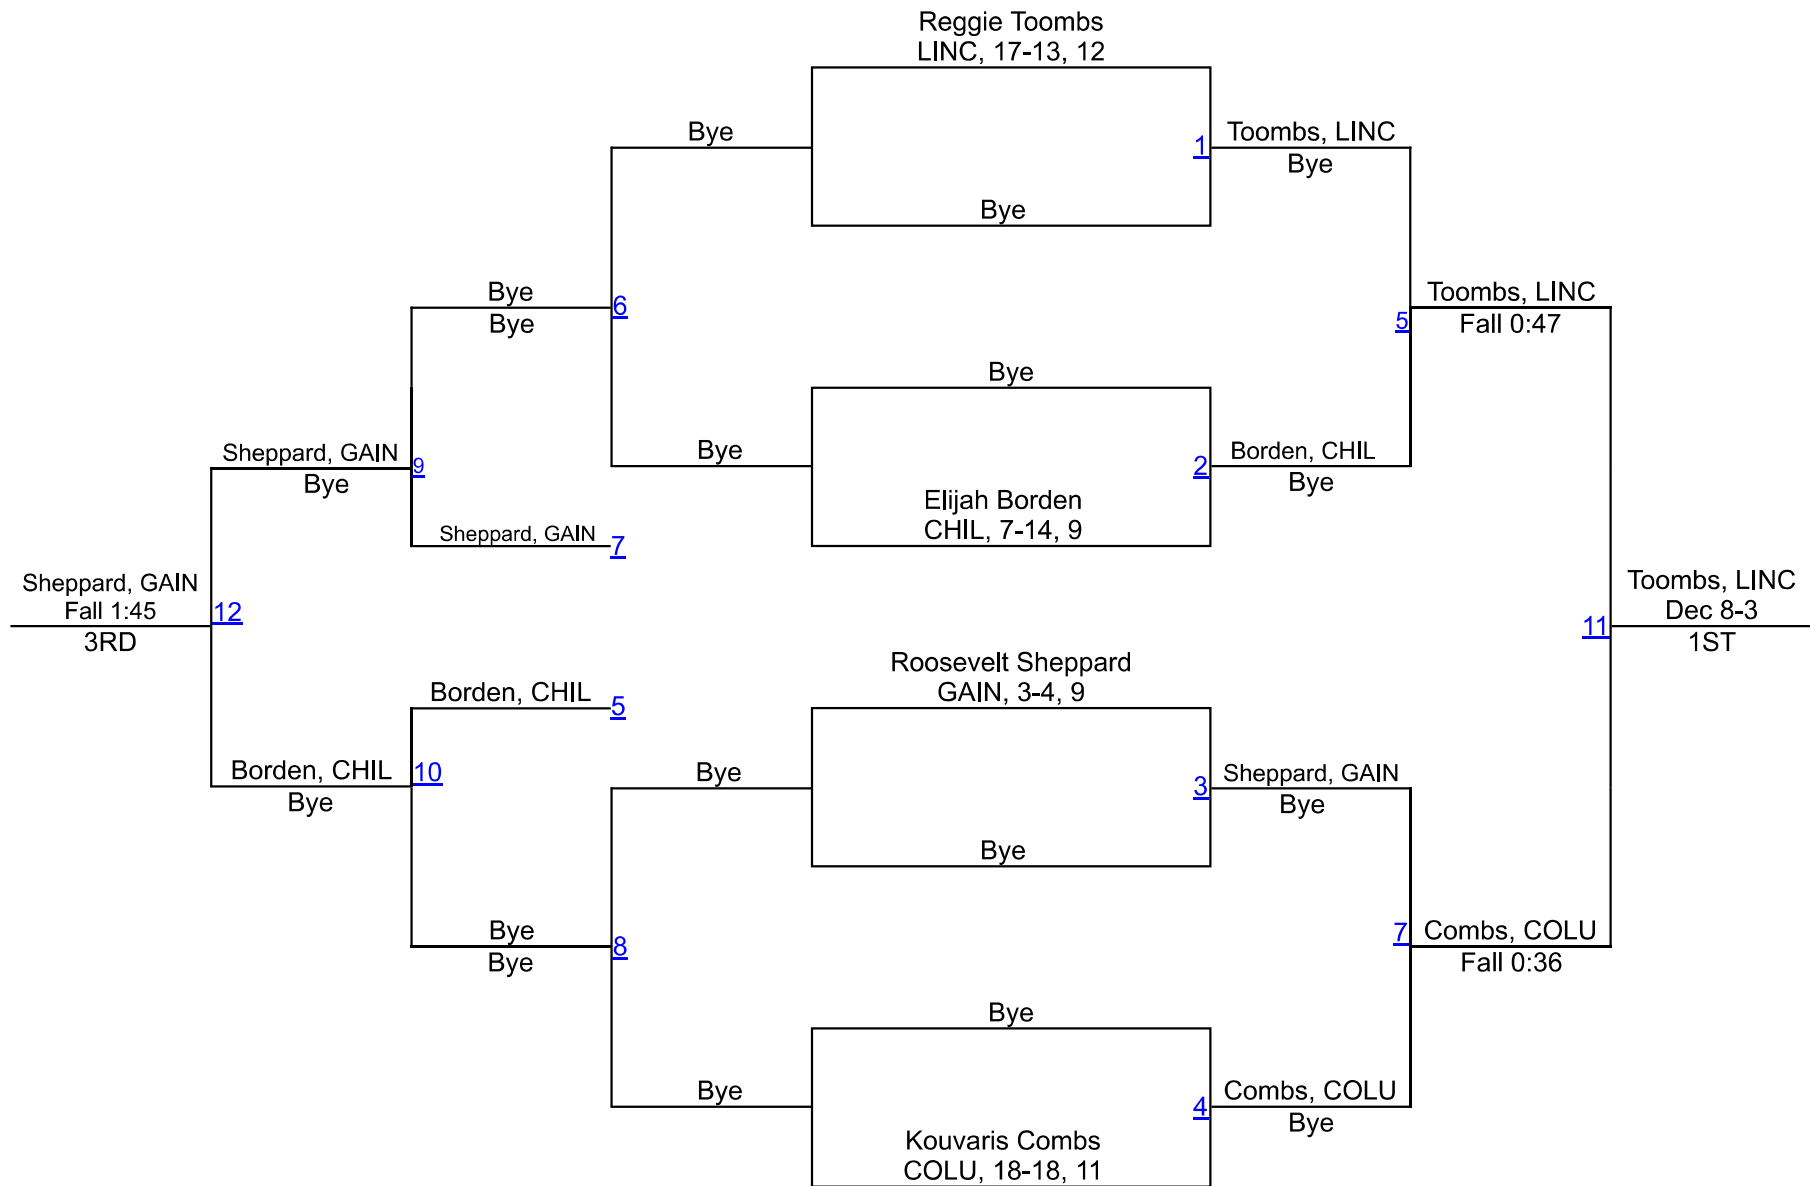 Reggie Toombs
LINC, 17-13, 12
Bye
1
Toombs, LINC
Bye
Bye
Bye
Bye
6
Toombs, LINC
Fall 0:47
5
Bye
Sheppard, GAIN
Bye
9
Bye
2
Borden, CHIL
Bye
Elijah Borden
CHIL, 7-14, 9
Sheppard, GAIN
7
Sheppard, GAIN
Fall 1:45
3RD
12
Toombs, LINC
Dec 8-3
1ST
11
Roosevelt Sheppard
GAIN, 3-4, 9
Borden, CHIL
5
Borden, CHIL
Bye
10
Bye
3
Sheppard, GAIN
Bye
Bye
Bye
Bye
8
7
Combs, COLU
Fall 0:36
Bye
Bye
4
Combs, COLU
Bye
Kouvaris Combs
COLU, 18-18, 11